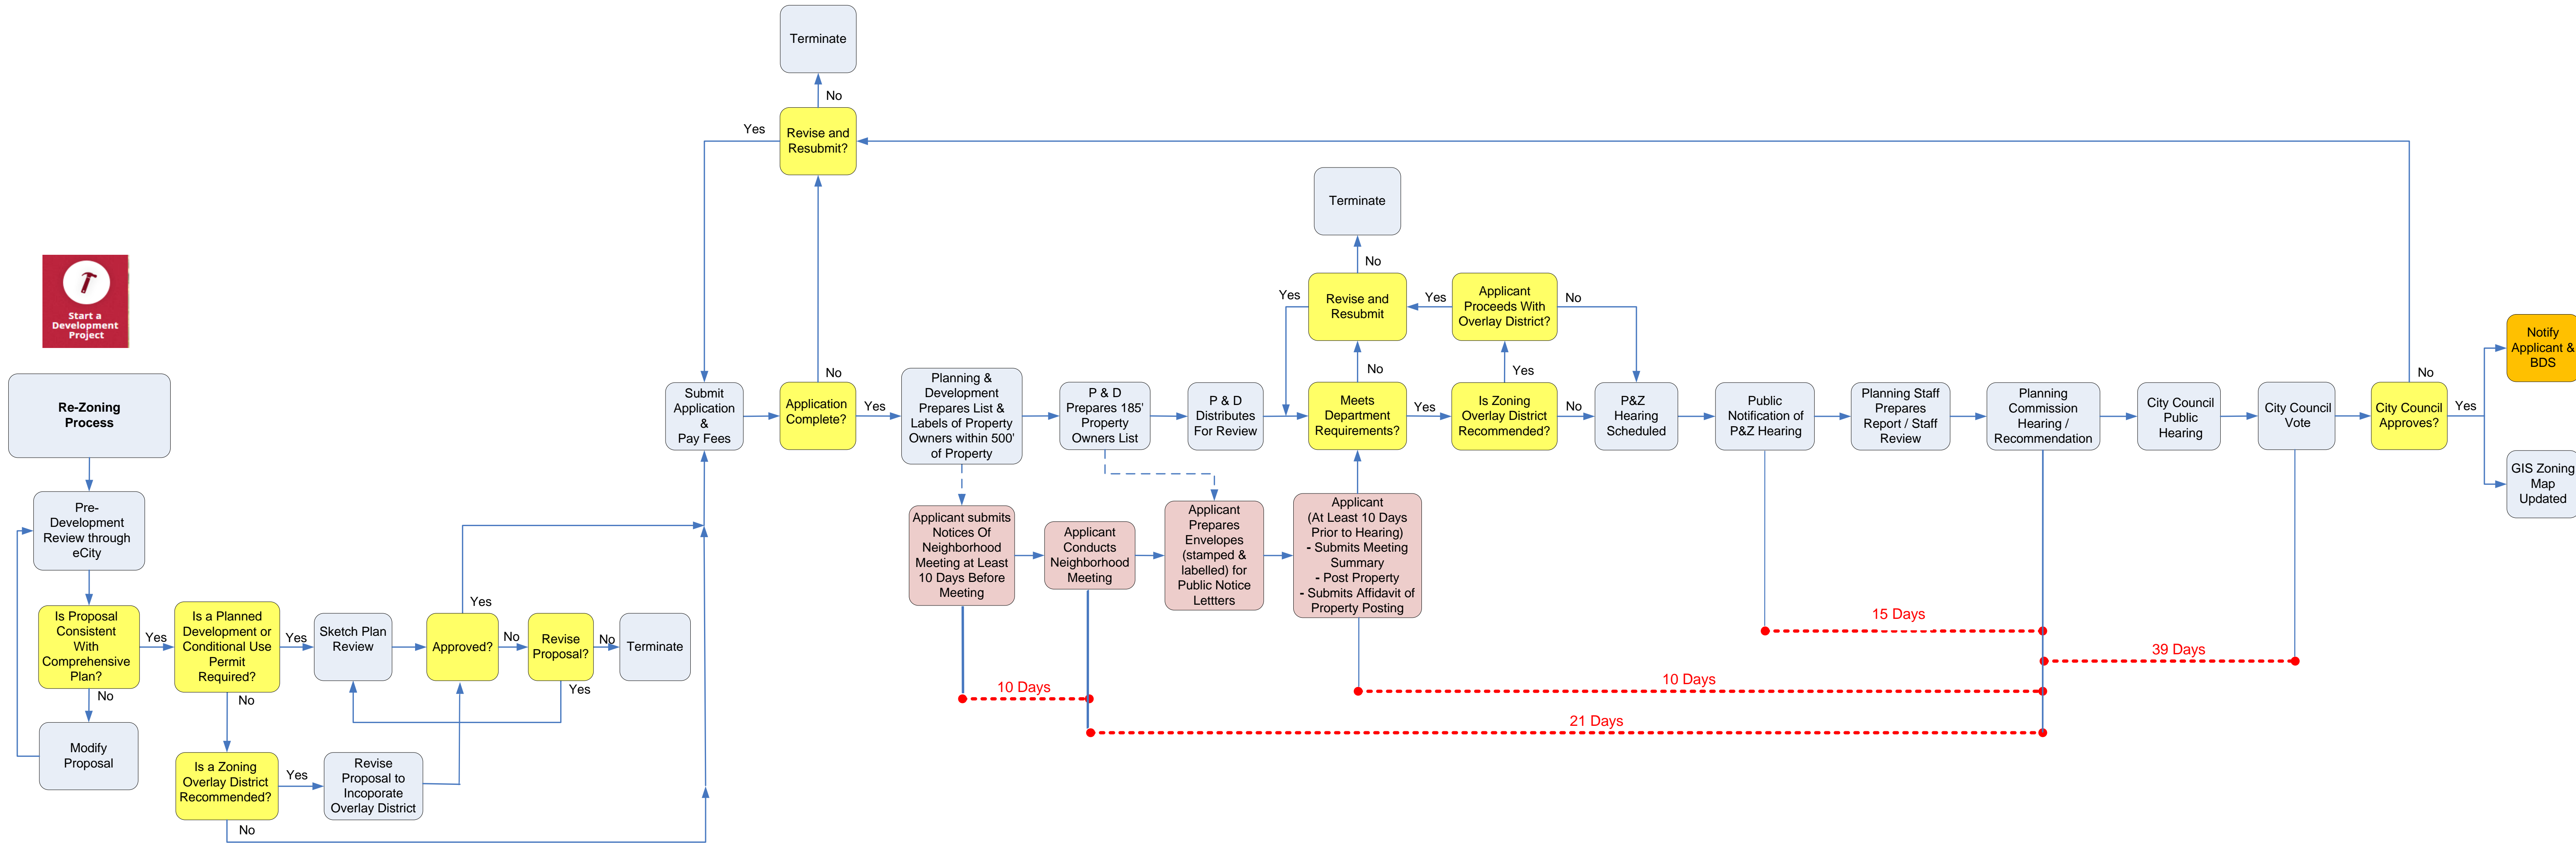 Terminate
No
Yes
Revise and
Resubmit?
Terminate
No
Start a
Development
Project
Yes
Revise and
Resubmit
Yes
Applicant
Proceeds With
Overlay District?
No
Notify
Applicant &
BDS
Re-Zoning
Process
Submit
Application
&
Pay Fees
No
Application
Complete?
Yes
Planning &
Development
Prepares List &
Labels of Property
Owners within 500'
of Property
P & D
Prepares 185'
Property
Owners List
P & D
Distributes
For Review
No
Meets
Department
Requirements?
Yes
Yes
Is Zoning
Overlay District
Recommended?
No
P&Z
Hearing
Scheduled
Public
Notification of
P&Z Hearing
Planning Staff
Prepares
Report / Staff
Review
Planning
Commission
Hearing /
Recommendation
City Council
Public
Hearing
City Council
Vote
No
City Council
Approves?
Yes
GIS Zoning
Map
Updated
Pre-
Development
Review through
eCity
Applicant submits
Notices Of
Neighborhood
Meeting at Least
10 Days Before
Meeting
Applicant
Conducts
Neighborhood
Meeting
Applicant
Prepares
Envelopes
(stamped &
labelled) for
Public Notice
Lettters
Applicant
(At Least 10 Days
Prior to Hearing)
- Submits Meeting
Summary
- Post Property
- Submits Affidavit of
Property Posting
Is Proposal
Consistent
With
Comprehensive
Plan?
Yes
Is a Planned
Development or
Conditional Use
Permit
Required?
Yes
Sketch Plan
Review
Yes
Approved?
No
Revise
Proposal?
No
Terminate
Yes
15 Days
39 Days
10 Days
10 Days
21 Days
No
No
Modify
Proposal
Is a Zoning
Overlay District
Recommended?
Yes
Revise
Proposal to
Incoporate
Overlay District
No